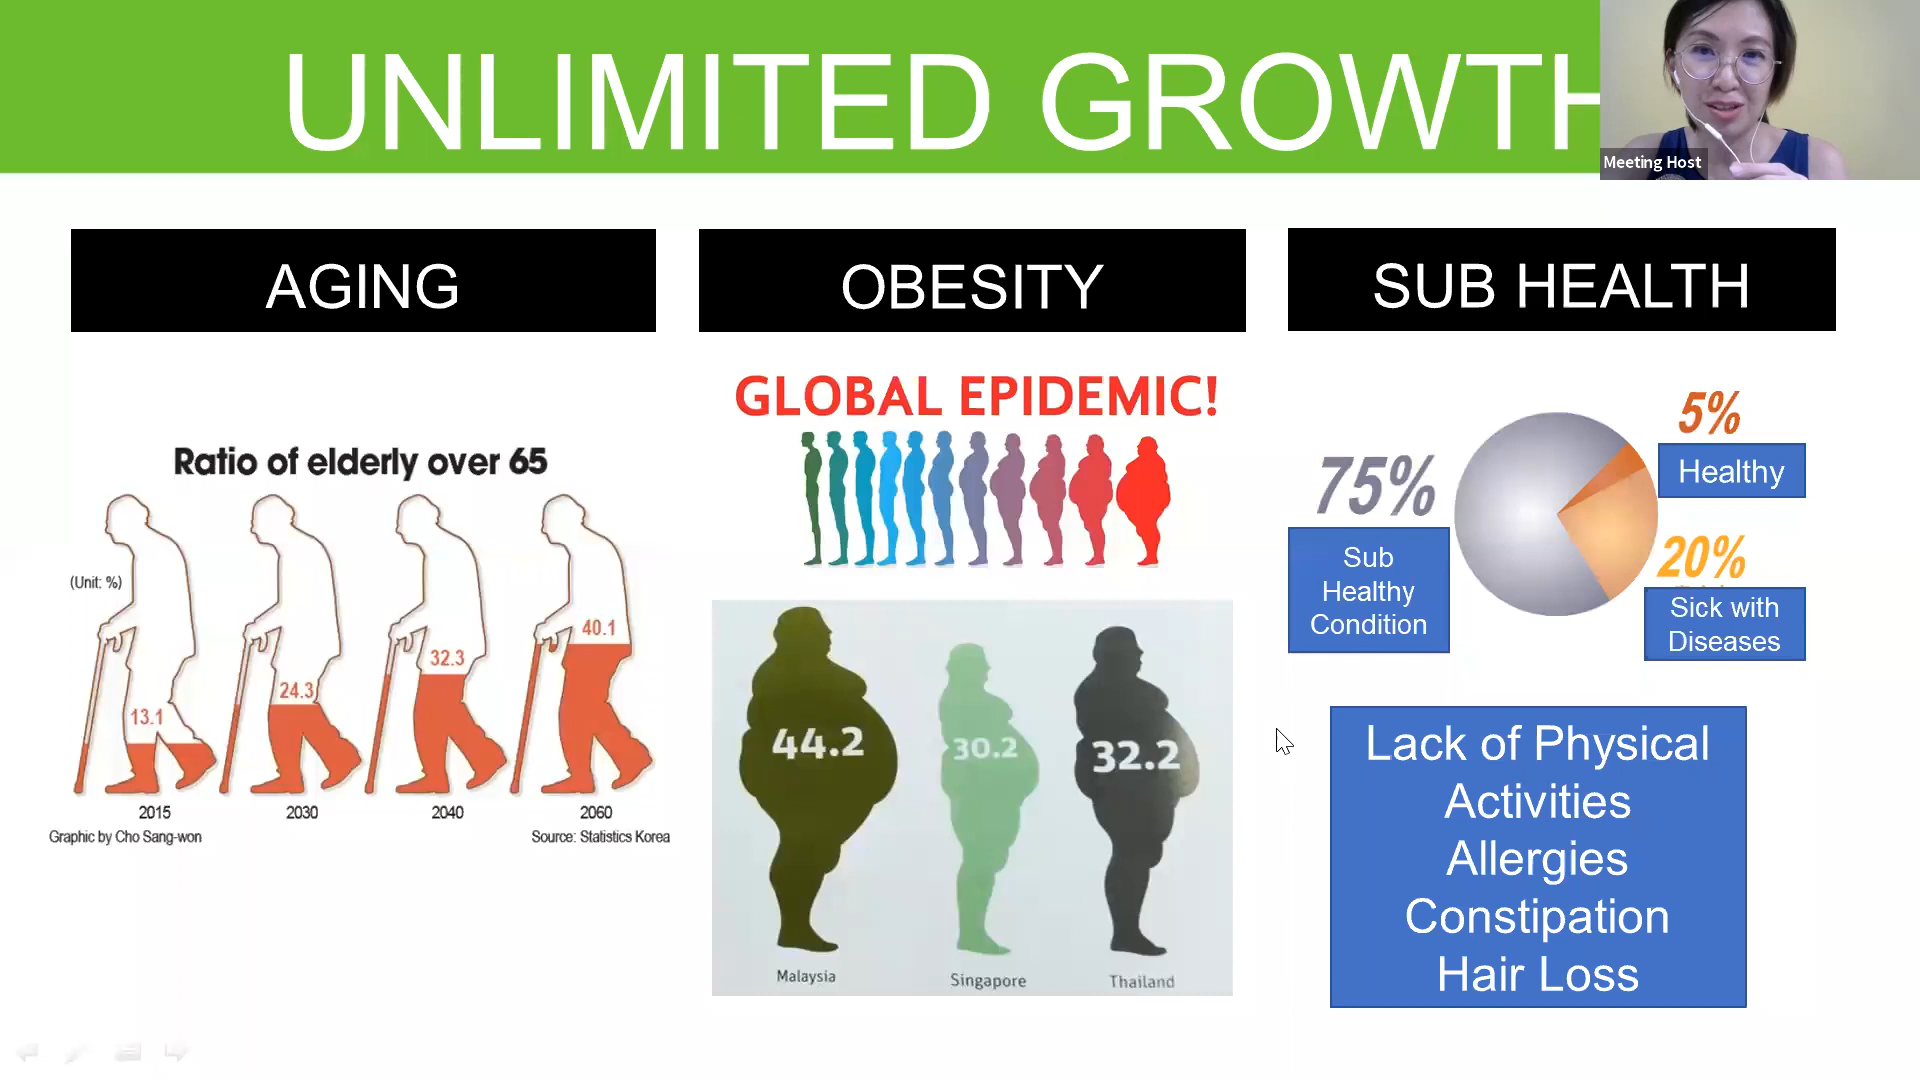 UNLIMITED GROWTH
Meeting Host
AGING
Ratio of elderly over 65
(Unit: %)
13.1
24.3
32.3
40.1
2015
2030
2040
2060
Graphic by Cho Sang-won
Source: Statistics Korea
OBESITY
GLOBAL EPIDEMIC!
44.2
30.2
32.2
Malaysia
Singapore
Thailand
SUB HEALTH
5%
Healthy
75%
Sub
Healthy
Condition
20%
Sick with
Diseases
Lack of Physical
Activities
Allergies
Constipation
Hair Loss